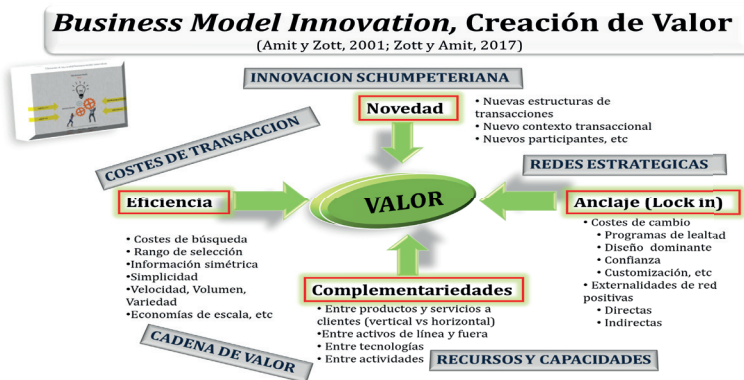 Business Model Innovation, Creación de Valor
(Amit y Zott, 2001; Zott y Amit, 2017)
INNOVACION SCHUMPETERIANA
Novedad
• Nuevas estructuras de
transacciones
• Nuevo contexto transaccional
• Nuevos participantes, etc
COSTES DE TRANSACCION
REDES ESTRATEGICAS
Eficiencia
VALOR
Anclaje (Lock in)
• Costes de búsqueda
• Rango de selección
•Información simétrica
•Simplicidad
•Velocidad, Volumen,
Variedad
•Economías de escala, etc
• Costes de cambio
• Programas de lealtad
• Diseño dominante
• Confianza
• Customización, etc
• Externalidades de red
positivas
• Directas
• Indirectas
Complementariedades
• Entre productos y servicios a
clientes (vertical vs horizontal)
•Entre activos de línea y fuera
• Entre tecnologías
• Entre actividades
CADENA DE VALOR
RECURSOS Y CAPACIDADES